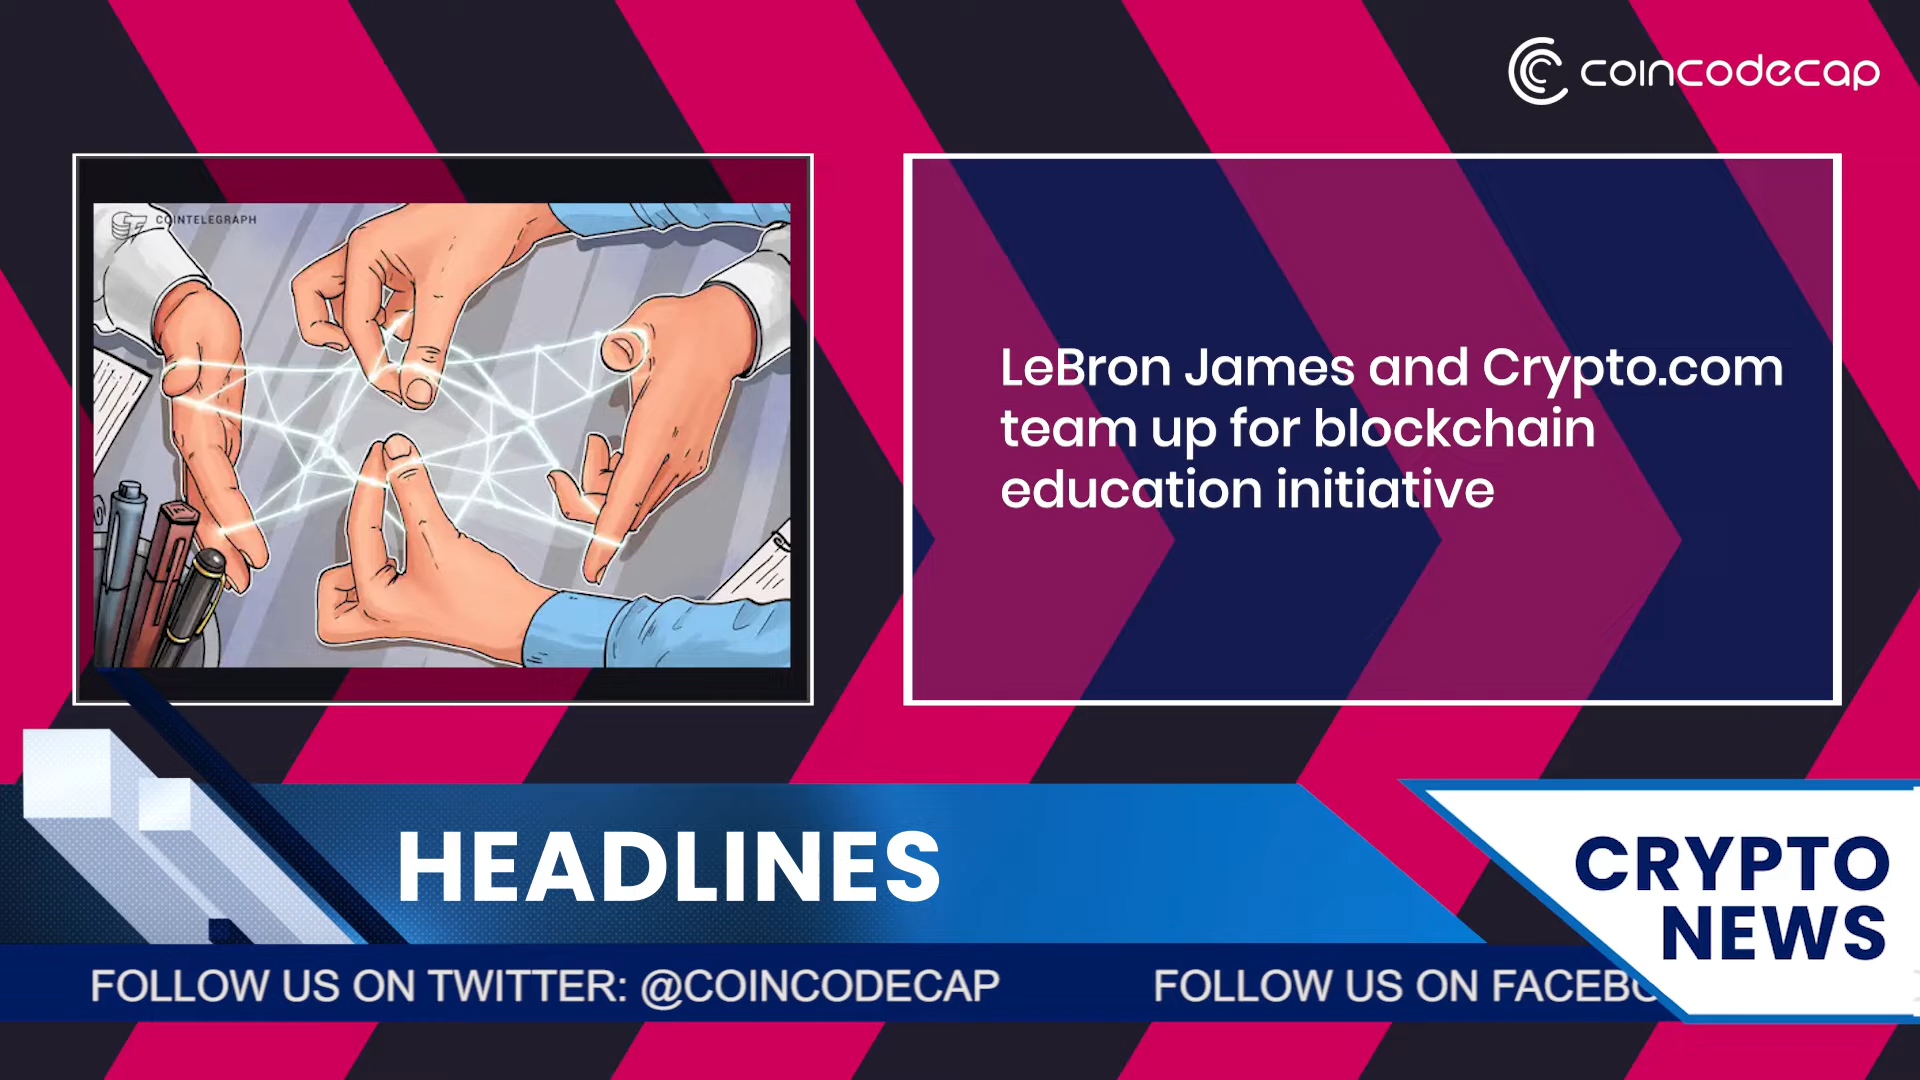 coincodecap
COINTELEGRAPH
LeBron James and Crypto.com
team up for blockchain
education initiative
HEADLINES
CRYPTO
NEWS
FOLLOW US ON TWITTER: @COINCODECAP
FOLLOW US ON